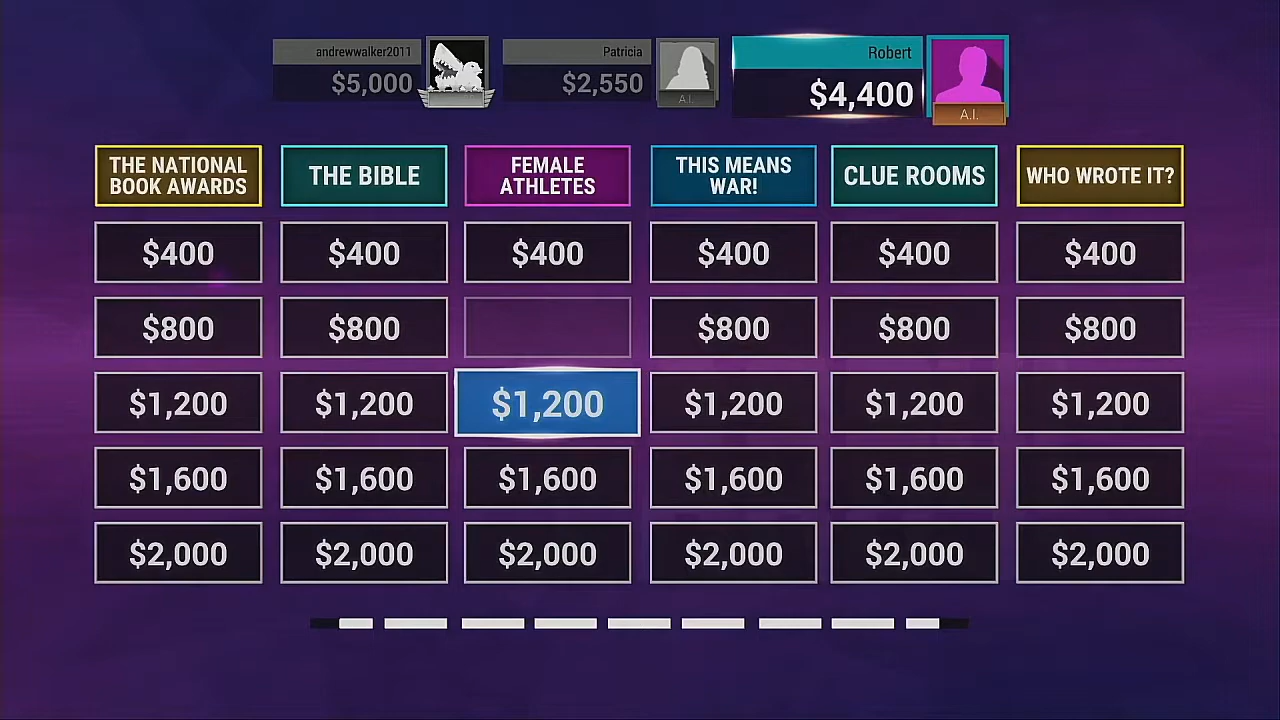 andrewwalker2011
$5,000
Patricia
$2,550
A.I.
Robert
$4,400
A.I.
THE NATIONAL
BOOK AWARDS
THE BIBLE
FEMALE
ATHLETES
THIS MEANS
WAR!
CLUE ROOMS
WHO WROTE IT?
$400
$400
$400
$400
$400
$400
$800
$800
$800
$800
$800
$1,200
$1,200
$1,200
$1,200
$1,200
$1,200
$1,600
$1,600
$1,600
$1,600
$1,600
$1,600
$2,000
$2,000
$2,000
$2,000
$2,000
$2,000